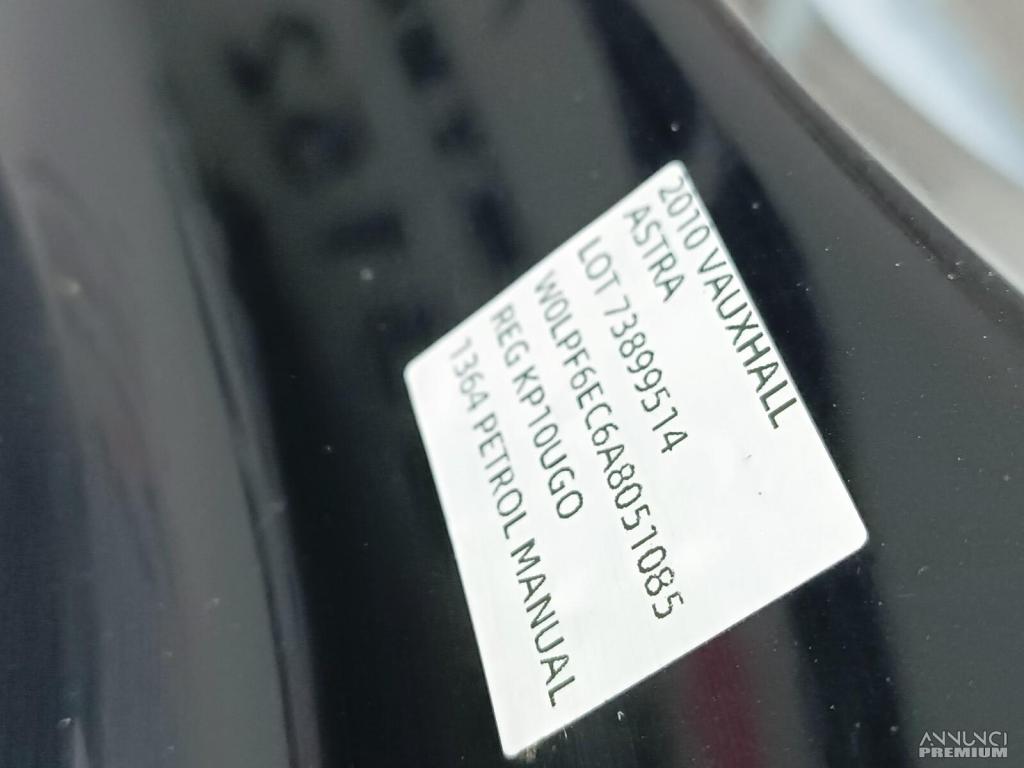 2010 VAUXHALL
ASTRA
LOT 73899514
W0LPF6EC6A8051085
REG KP10UGO
1364 PETROL MANUAL
ANNUNCI
PREMIUM